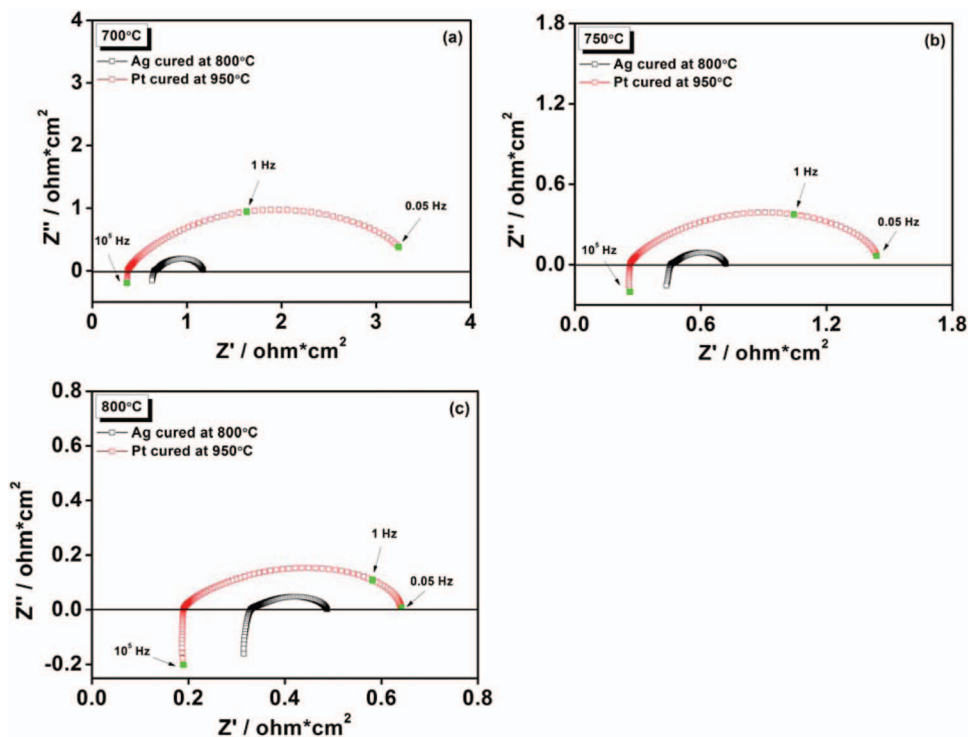 4
700°C
(a)
Ag cured at 800°C
Pt cured at 950°C
3
2
1 Hz
1
0.05 Hz
10⁵ Hz
0
Z'' / ohm*cm²
0 1 2 3 4
Z' / ohm*cm²
1.8
750°C
(b)
Ag cured at 800°C
Pt cured at 950°C
1.2
1 Hz
0.6
0.05 Hz
10⁵ Hz
0.0
Z'' / ohm*cm²
0.0 0.6 1.2 1.8
Z' / ohm*cm²
0.8
800°C
(c)
Ag cured at 800°C
Pt cured at 950°C
0.6
0.4
1 Hz
0.2
0.05 Hz
0.0
10⁵ Hz
-0.2
Z'' / ohm*cm²
0.0 0.2 0.4 0.6 0.8
Z' / ohm*cm²